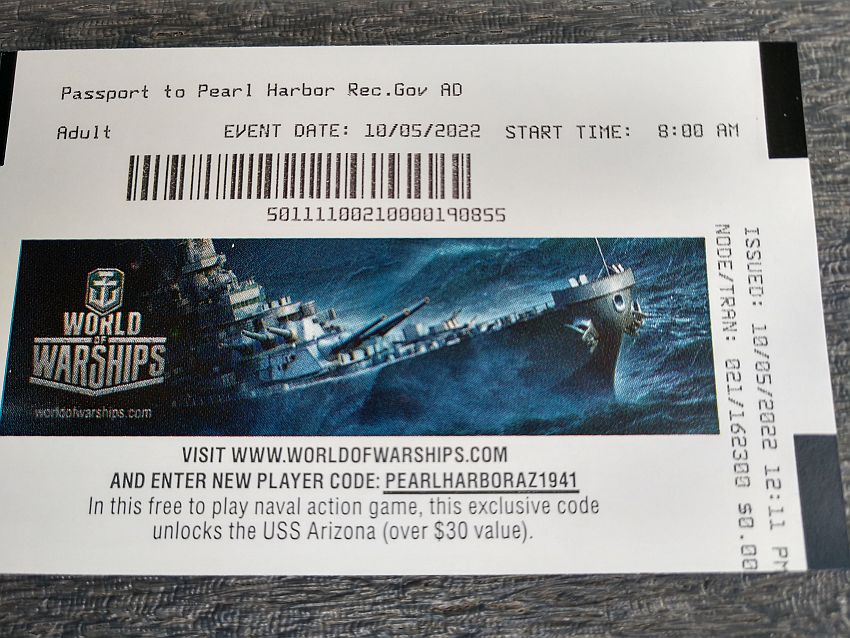 Passport to Pearl Harbor Rec.Gov AD
Adult EVENT DATE: 10/05/2022 START TIME: 8:00 AM
50111100210000190855
WORLD
OF
WARSHIPS
worldofwarships.com
VISIT WWW.WORLDOFWARSHIPS.COM
AND ENTER NEW PLAYER CODE: PEARLHARBORAZ1941
In this free to play naval action game, this exclusive code
unlocks the USS Arizona (over $30 value).
ISSUED: 10/05/2022 12:11 PM
NODE/TRAN: 021/162300 $0.00